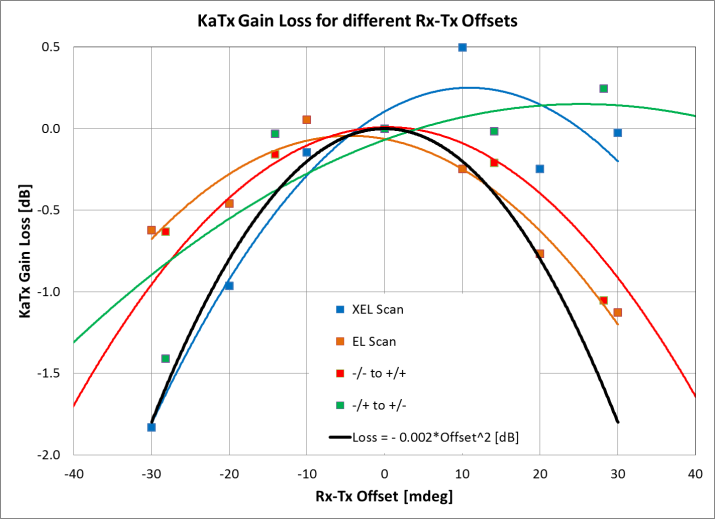 KaTx Gain Loss for different Rx-Tx Offsets
0.5
0.0
-0.5
-1.0
-1.5
-2.0
KaTx Gain Loss [dB]
XEL Scan
EL Scan
-/- to +/+
-/+ to +/-
Loss = - 0.002*Offset^2 [dB]
-40 -30 -20 -10 0 10 20 30 40
Rx-Tx Offset [mdeg]